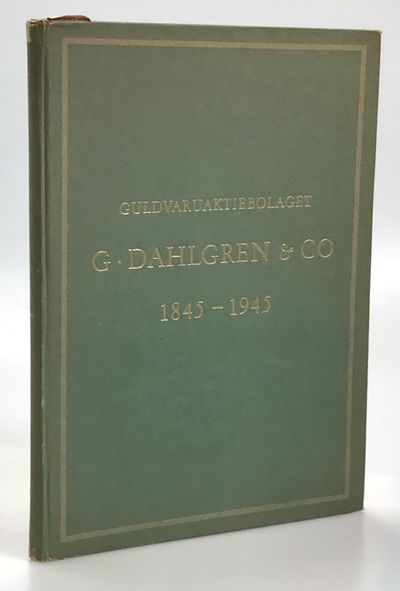 GULDVARUAKTIEBOLAGET
G · DAHLGREN & CO
1845 – 1945